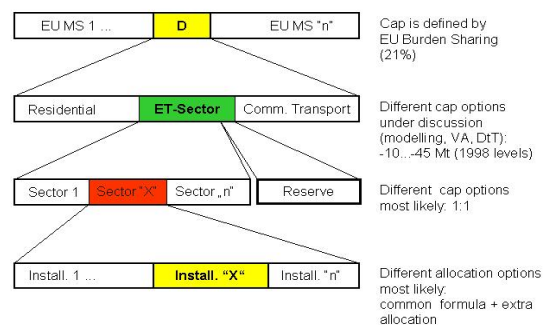 EU MS 1 ... D EU MS "n"
Cap is defined by
EU Burden Sharing
(21%)
Residential ET-Sector Comm. Transport
Different cap options
under discussion
(modelling, VA, DtT):
-10...-45 Mt (1998 levels)
Sector 1 Sector "X" Sector „n" Reserve
Different cap options
most likely: 1:1
Install. 1 ... Install. “X“ Install. "n"
Different allocation options
most likely:
common formula + extra
allocation